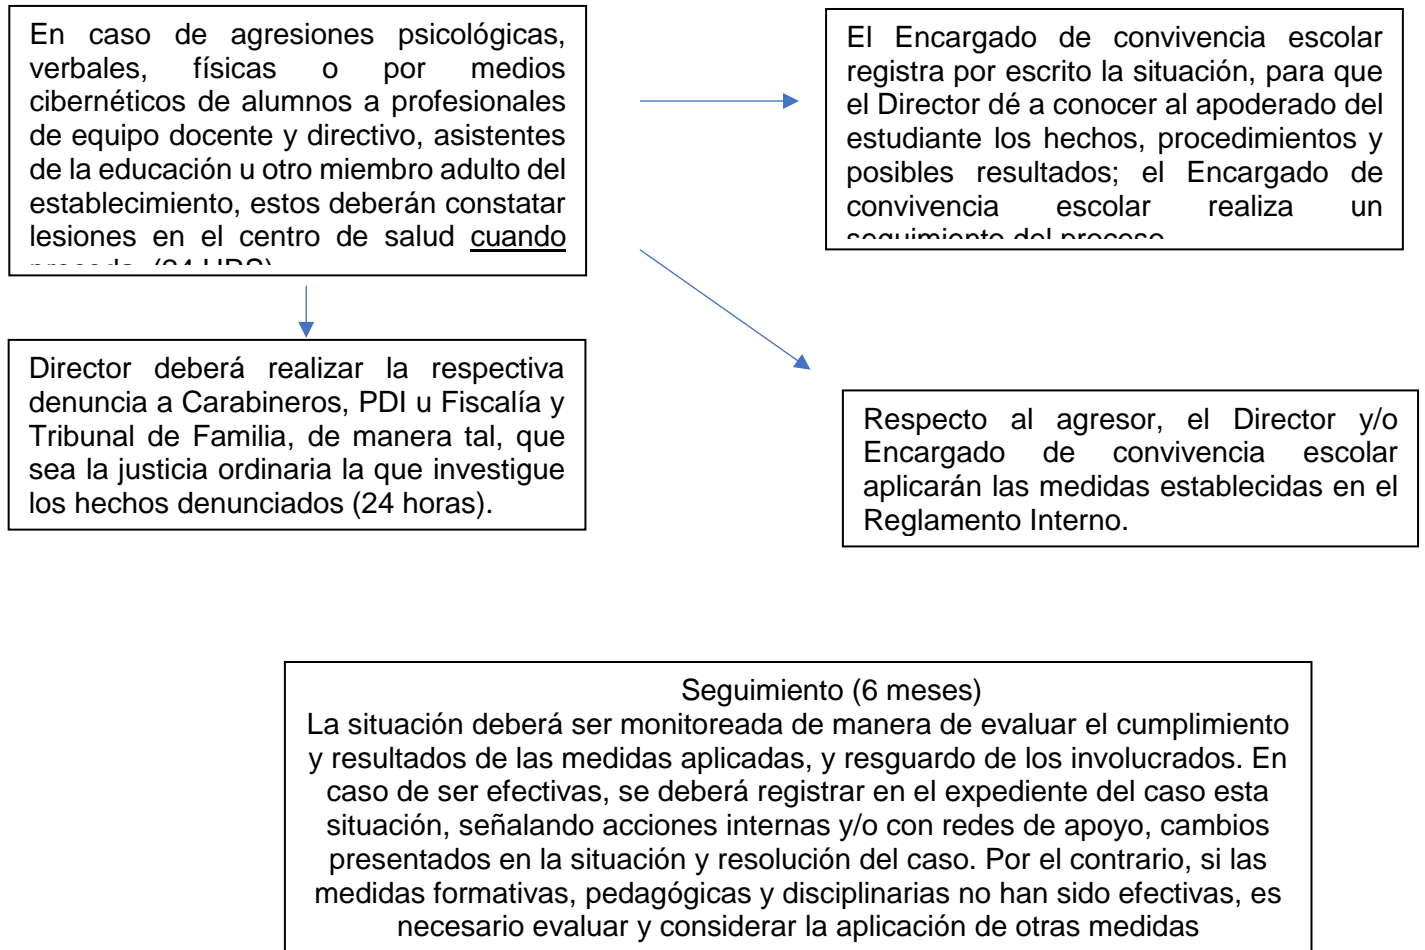 En caso de agresiones psicológicas,
verbales, físicas o por medios
cibernéticos de alumnos a profesionales
de equipo docente y directivo, asistentes
de la educación u otro miembro adulto del
establecimiento, estos deberán constatar
lesiones en el centro de salud cuando
El Encargado de convivencia escolar
registra por escrito la situación, para que
el Director dé a conocer al apoderado del
estudiante los hechos, procedimientos y
posibles resultados; el Encargado de
convivencia escolar realiza un
seguimiento del proceso
Director deberá realizar la respectiva
denuncia a Carabineros, PDI u Fiscalía y
Tribunal de Familia, de manera tal, que
sea la justicia ordinaria la que investigue
los hechos denunciados (24 horas).
Respecto al agresor, el Director y/o
Encargado de convivencia escolar
aplicarán las medidas establecidas en el
Reglamento Interno.
Seguimiento (6 meses)
La situación deberá ser monitoreada de manera de evaluar el cumplimiento
y resultados de las medidas aplicadas, y resguardo de los involucrados. En
caso de ser efectivas, se deberá registrar en el expediente del caso esta
situación, señalando acciones internas y/o con redes de apoyo, cambios
presentados en la situación y resolución del caso. Por el contrario, si las
medidas formativas, pedagógicas y disciplinarias no han sido efectivas, es
necesario evaluar y considerar la aplicación de otras medidas